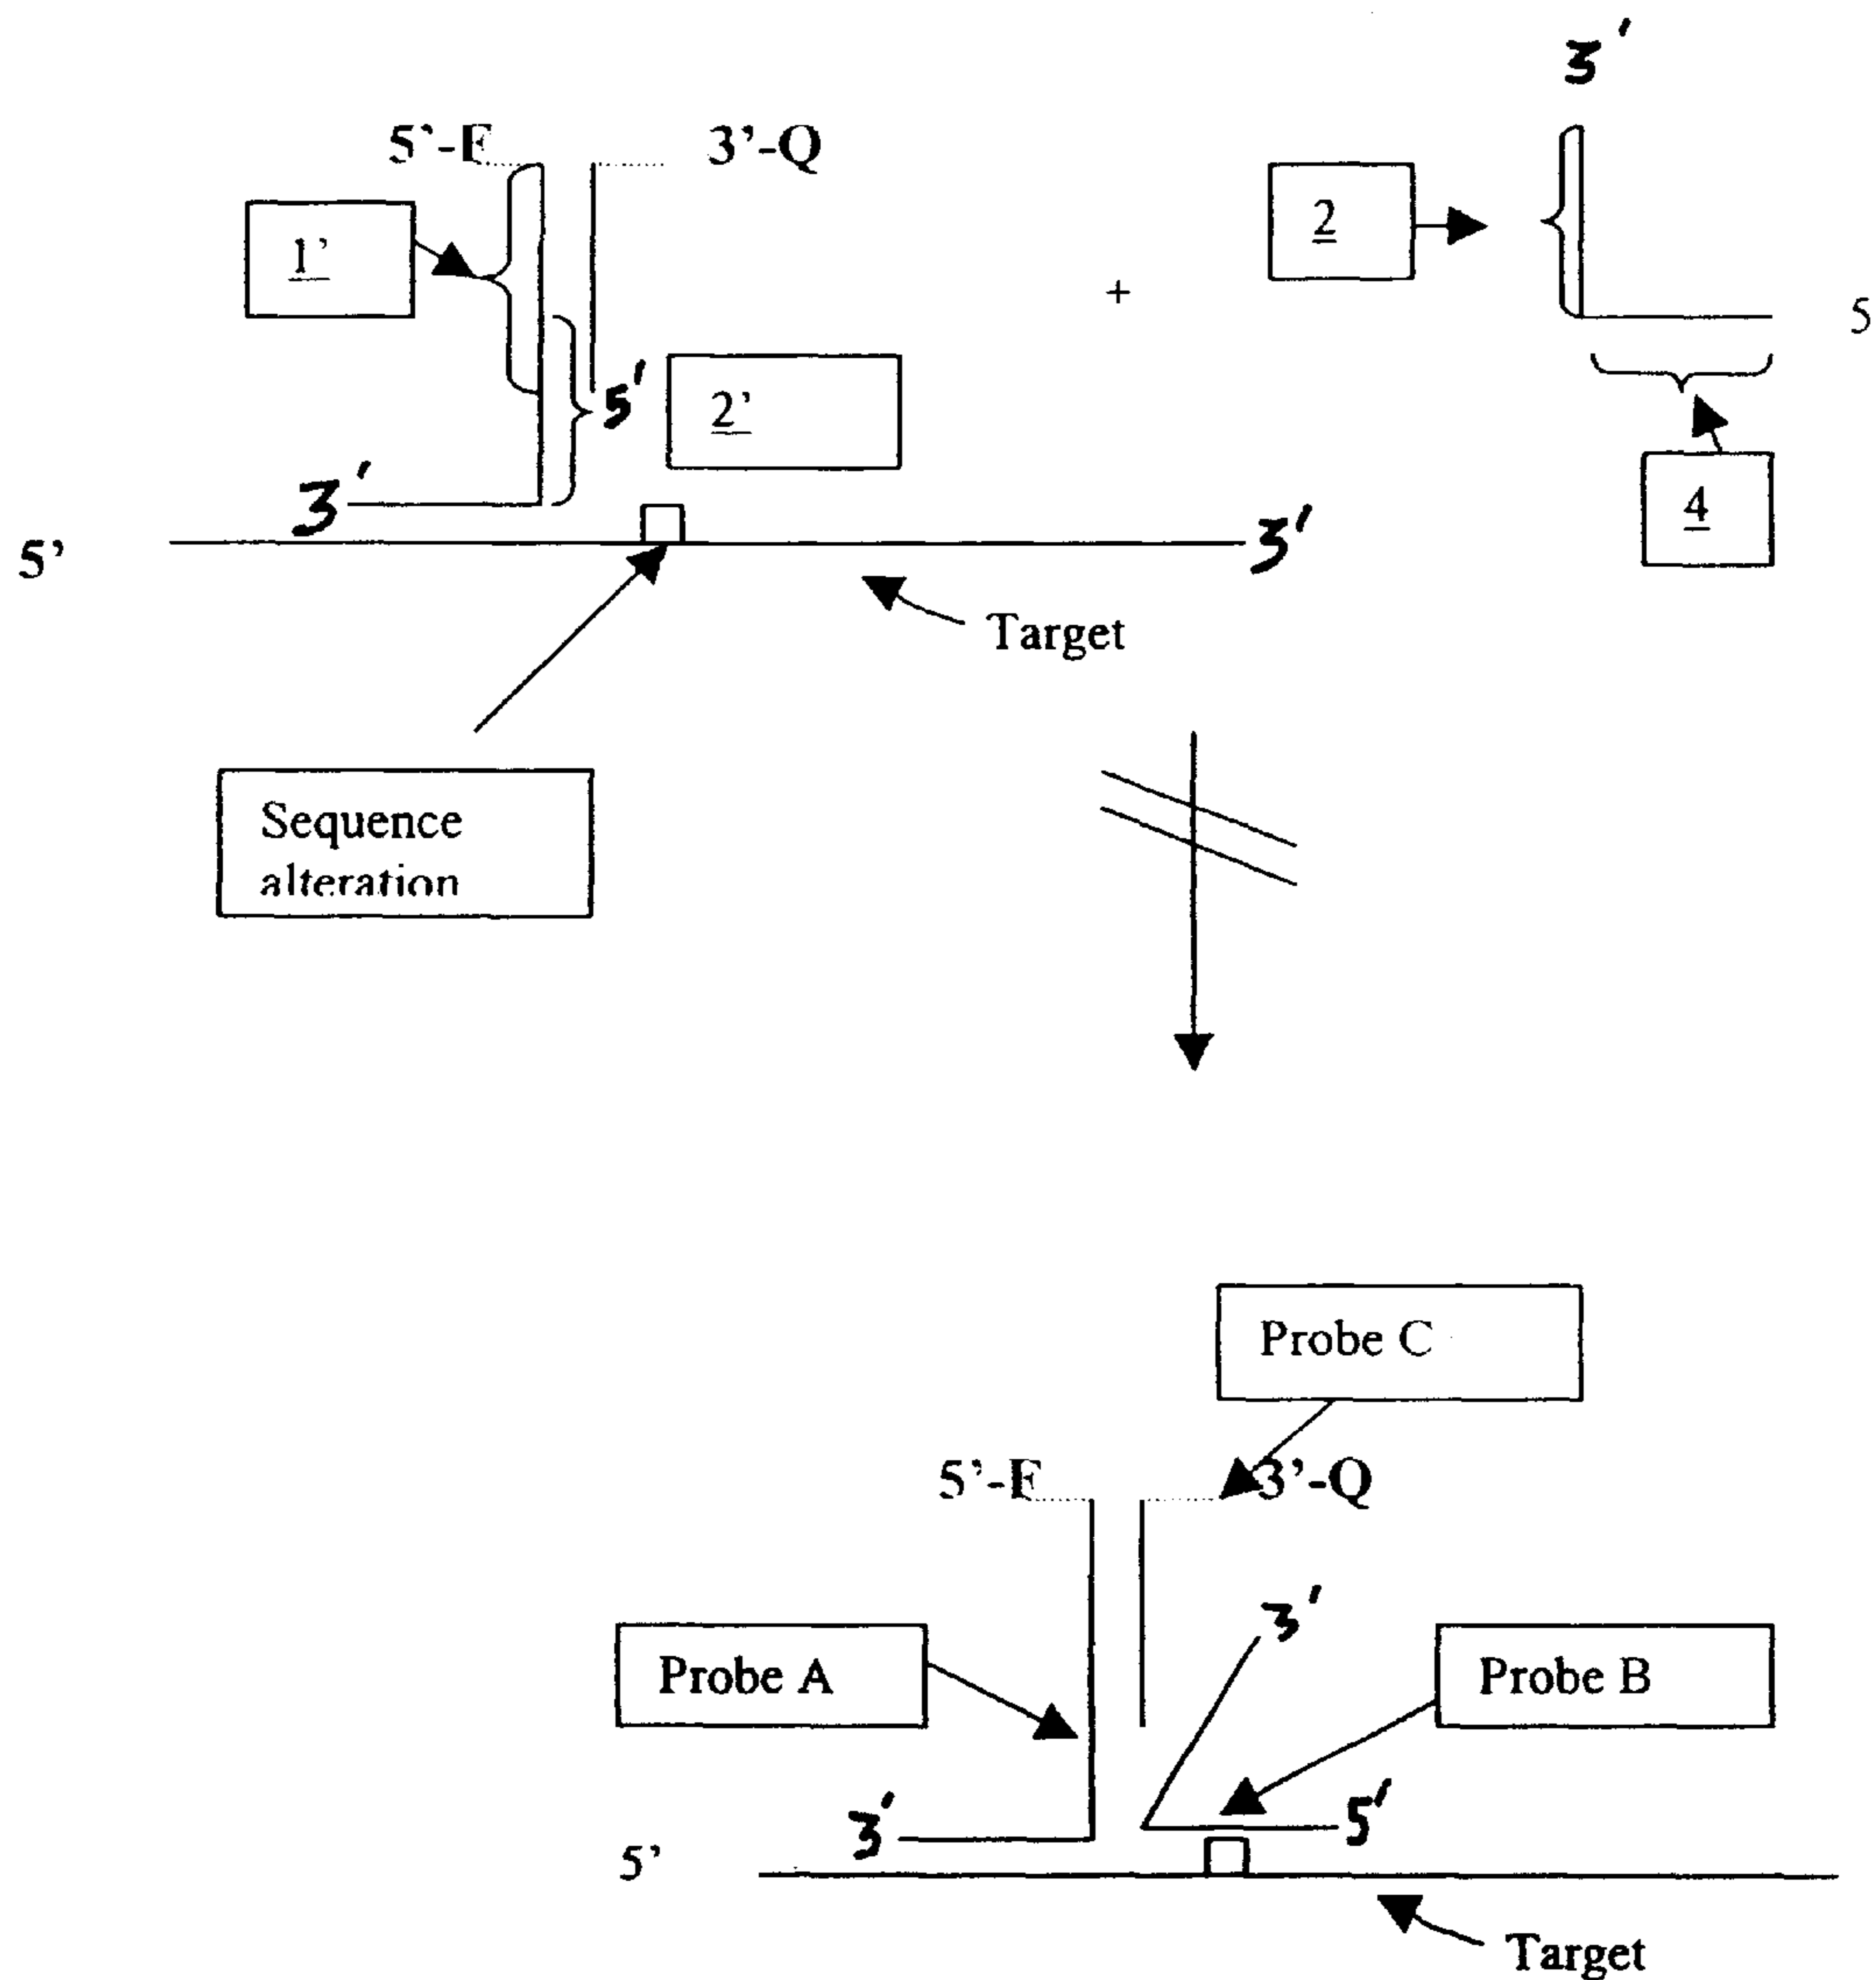 3'
5'-F
3'-Q
2
1'
+
5
5'
2'
4
3'
5'
3'
Target
Sequence
alteration
Probe C
5'-F
3'-Q
3'
Probe A
Probe B
3'
5'
5'
Target